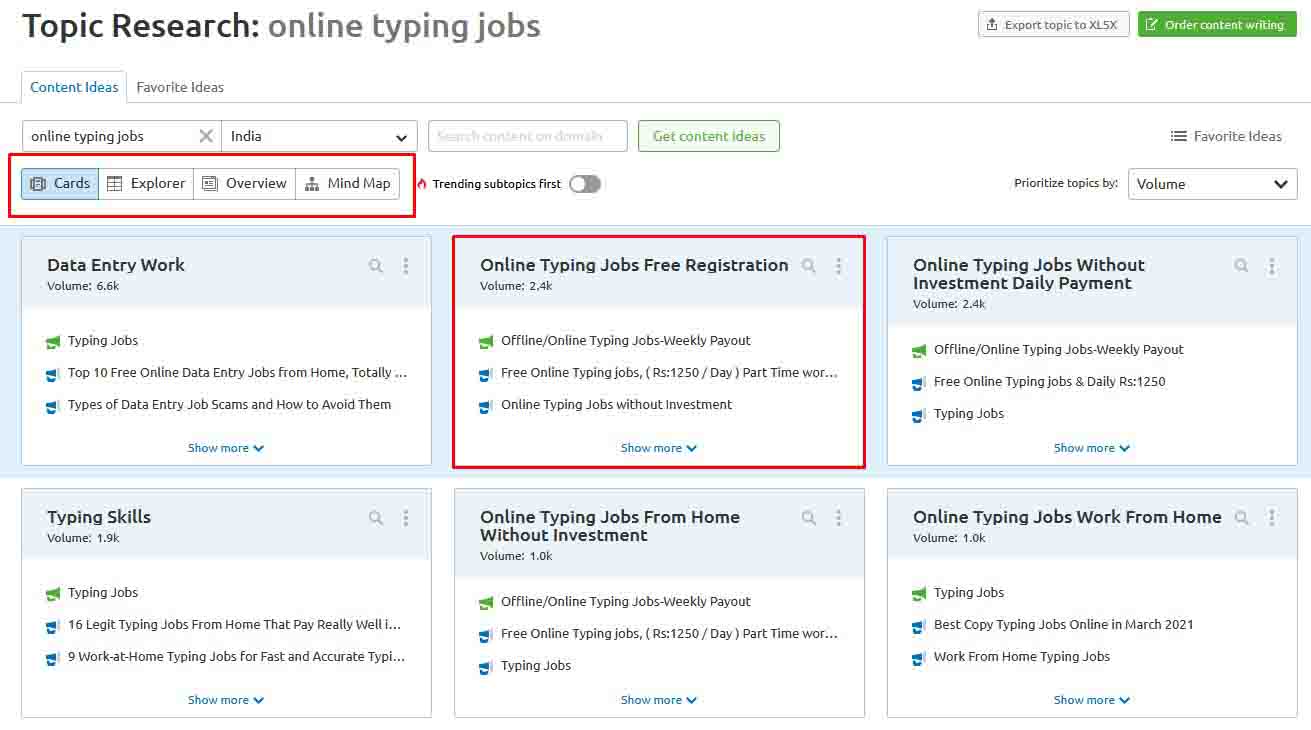 Topic Research: online typing jobs
Export topic to XLSX
Order content writing
Content Ideas
Favorite Ideas
online typing jobs
India
Search content on domain
Get content ideas
Favorite Ideas
Cards
Explorer
Overview
Mind Map
Trending subtopics first
Prioritize topics by:
Volume
Data Entry Work
Volume: 6.6k
Typing Jobs
Top 10 Free Online Data Entry Jobs from Home, Totally ...
Types of Data Entry Job Scams and How to Avoid Them
Show more
Online Typing Jobs Free Registration
Volume: 2.4k
Offline/Online Typing Jobs-Weekly Payout
Free Online Typing jobs, ( Rs:1250 / Day ) Part Time wor...
Online Typing Jobs without Investment
Show more
Online Typing Jobs Without
Investment Daily Payment
Volume: 2.4k
Offline/Online Typing Jobs-Weekly Payout
Free Online Typing jobs & Daily Rs:1250
Typing Jobs
Show more
Typing Skills
Volume: 1.9k
Typing Jobs
16 Legit Typing Jobs From Home That Pay Really Well i...
9 Work-at-Home Typing Jobs for Fast and Accurate Typi...
Show more
Online Typing Jobs From Home
Without Investment
Volume: 1.0k
Offline/Online Typing Jobs-Weekly Payout
Free Online Typing jobs, ( Rs:1250 / Day ) Part Time wor...
Typing Jobs
Show more
Online Typing Jobs Work From Home
Volume: 1.0k
Typing Jobs
Best Copy Typing Jobs Online in March 2021
Work From Home Typing Jobs
Show more